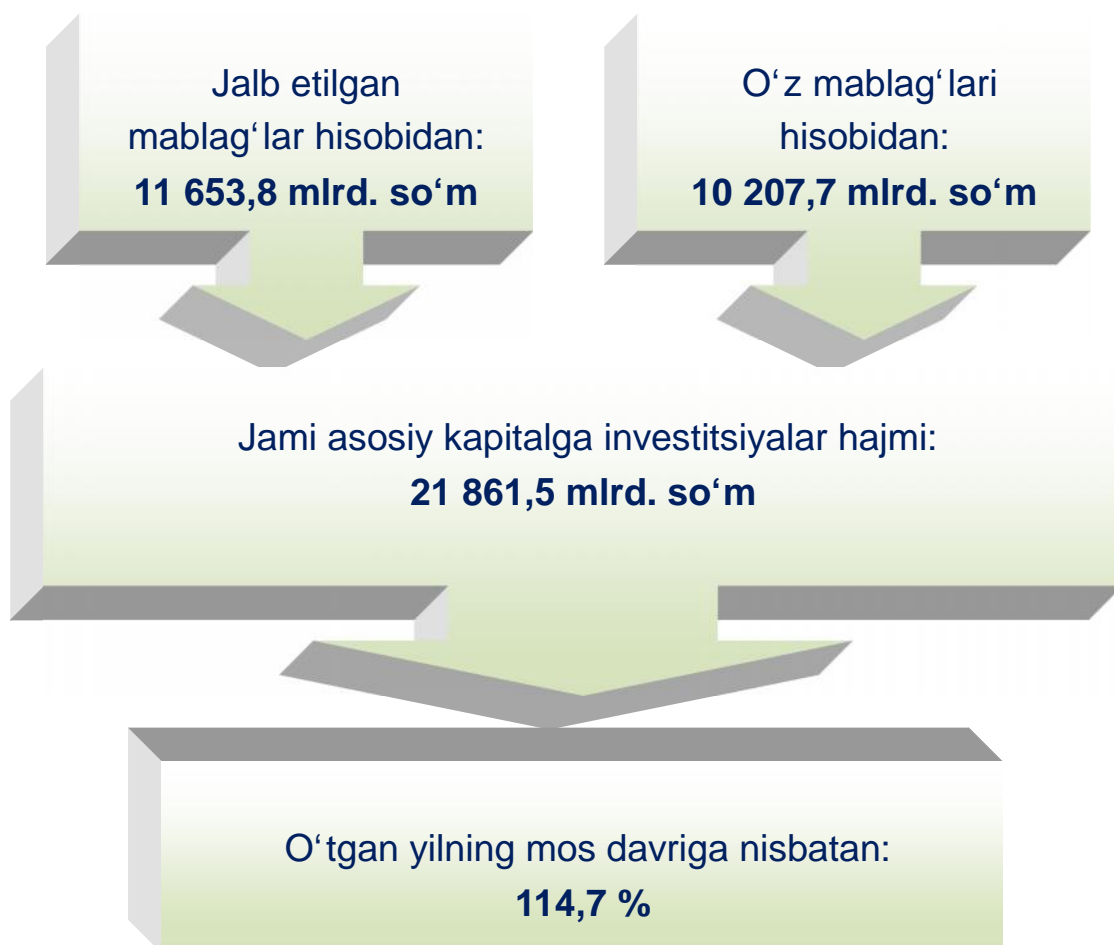 Jalb etilgan
mablag‘lar hisobidan:
11 653,8 mlrd. so‘m
O‘z mablag‘lari
hisobidan:
10 207,7 mlrd. so‘m
Jami asosiy kapitalga investitsiyalar hajmi:
21 861,5 mlrd. so‘m
O‘tgan yilning mos davriga nisbatan:
114,7 %